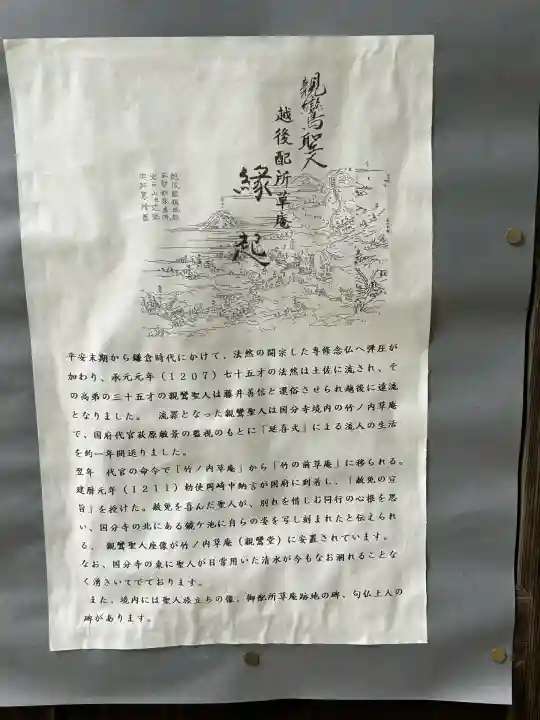 親鸞聖人
越後配所草庵
縁起
平安末期から鎌倉時代にかけて、法然の開宗した専修念仏へ弾圧が
加わり、承元元年（1207）七十五才の法然は土佐に流され、そ
の高弟の三十五才の親鸞聖人は藤井善信と還俗させられ越後に遠流
となりました。　流罪となった親鸞聖人は国分寺境内の竹ノ内草庵
で、国府代官萩原敏景の監視のもとに「延喜式」による流人の生活
を約一年間送りました。
翌年　代官の命令で「竹ノ内草庵」から「竹の前草庵」に移られる。
建暦元年（1211）勅使岡崎中納言が国府に到着し、「赦免の宣
旨」を授けた。赦免を喜んだ聖人が、別れを惜しむ同行の心根を思
い、国分寺の北にある鏡ケ池に自らの姿を写し刻まれたと伝えられ
る、親鸞聖人座像が竹ノ内草庵（親鸞堂）に安置されています。
なお、国分寺の東に聖人が日常用いた清水が今もなお涸れることな
く湧きいてでております。
また、境内には聖人旅立ちの像、御配所草庵跡地の碑、句仏上人の
碑があります。